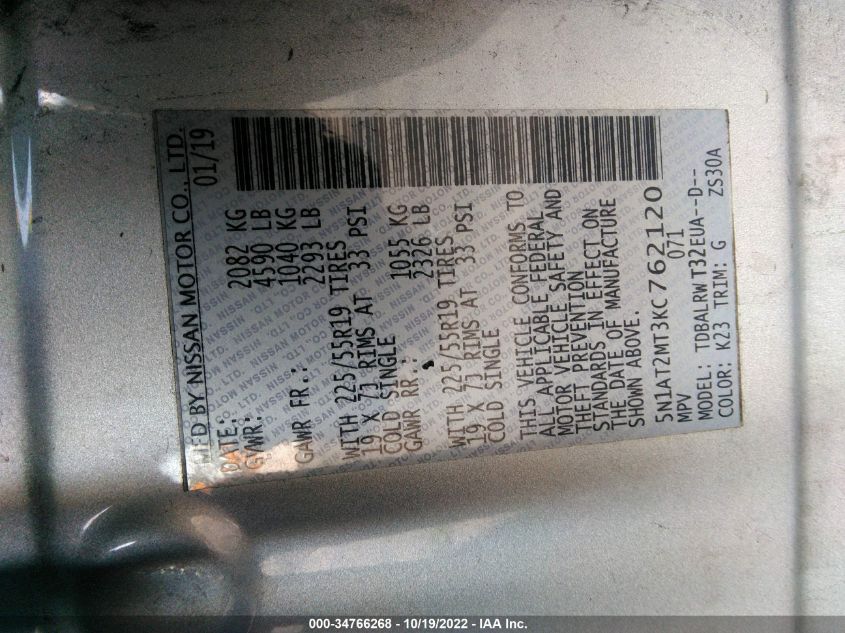 MFD BY NISSAN MOTOR CO., LTD.
DATE: 01/19
GVWR: 2082 KG
4590 LB
GAWR FR.: 1040 KG
2293 LB
WITH 225/55R19 TIRES
19 X 7J RIMS AT 33 PSI
COLD SINGLE
GAWR RR.: 1055 KG
2326 LB
WITH 225/55R19 TIRES
19 X 7J RIMS AT 33 PSI
COLD SINGLE
THIS VEHICLE CONFORMS TO
ALL APPLICABLE FEDERAL
MOTOR VEHICLE SAFETY AND
THEFT PREVENTION
STANDARDS IN EFFECT ON
THE DATE OF MANUFACTURE
SHOWN ABOVE.
5N1AT2MT3KC762120
MPV 071
MODEL: TDBALRW T32EUA--D--
COLOR: K23 TRIM: G ZS30A
000-34766268 - 10/19/2022 - IAA Inc.